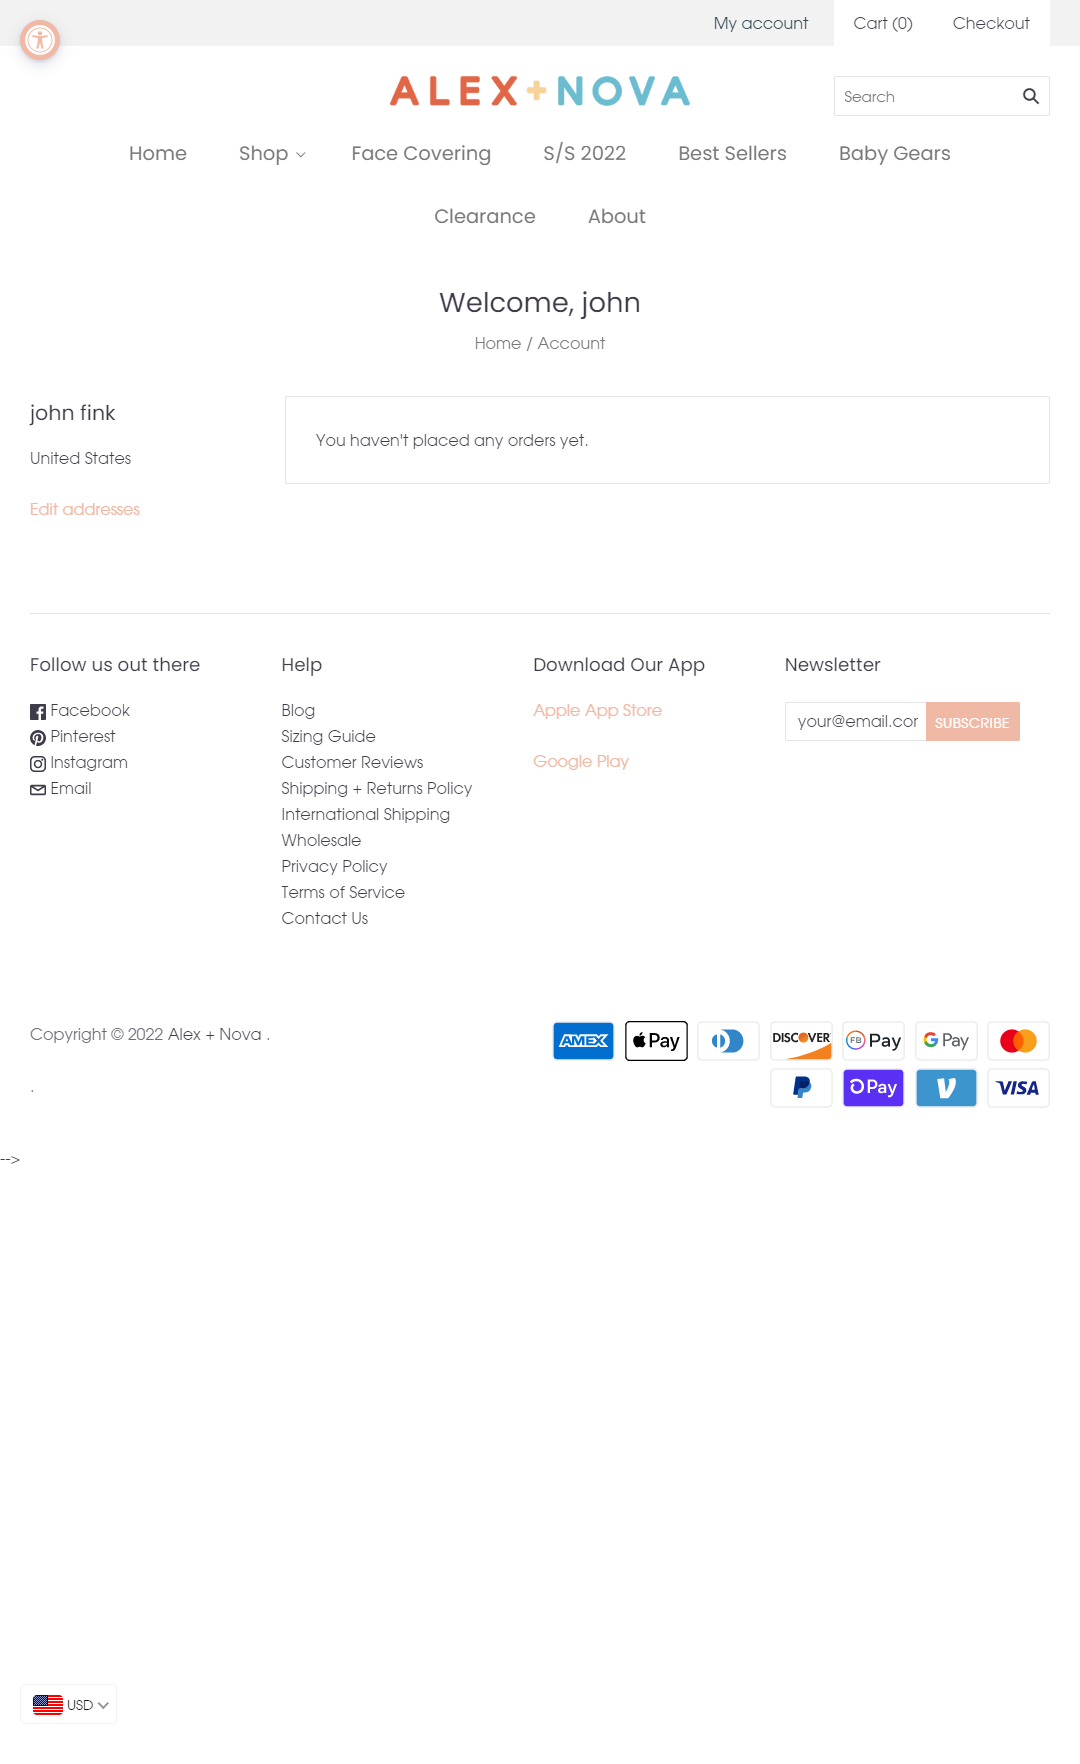 My account
Cart (0)
Checkout
ALEX+NOVA
Search
Home
Shop
Face Covering
S/S 2022
Best Sellers
Baby Gears
Clearance
About
Welcome, john
Home / Account
john fink
United States
Edit addresses
You haven't placed any orders yet.
Follow us out there
Facebook
Pinterest
Instagram
Email
Help
Blog
Sizing Guide
Customer Reviews
Shipping + Returns Policy
International Shipping
Wholesale
Privacy Policy
Terms of Service
Contact Us
Download Our App
Apple App Store
Google Play
Newsletter
your@email.cor
SUBSCRIBE
Copyright © 2022 Alex + Nova .
.
AMEX
Pay
DISCOVER
FB Pay
G Pay
P
Pay
V
VISA
-->
USD